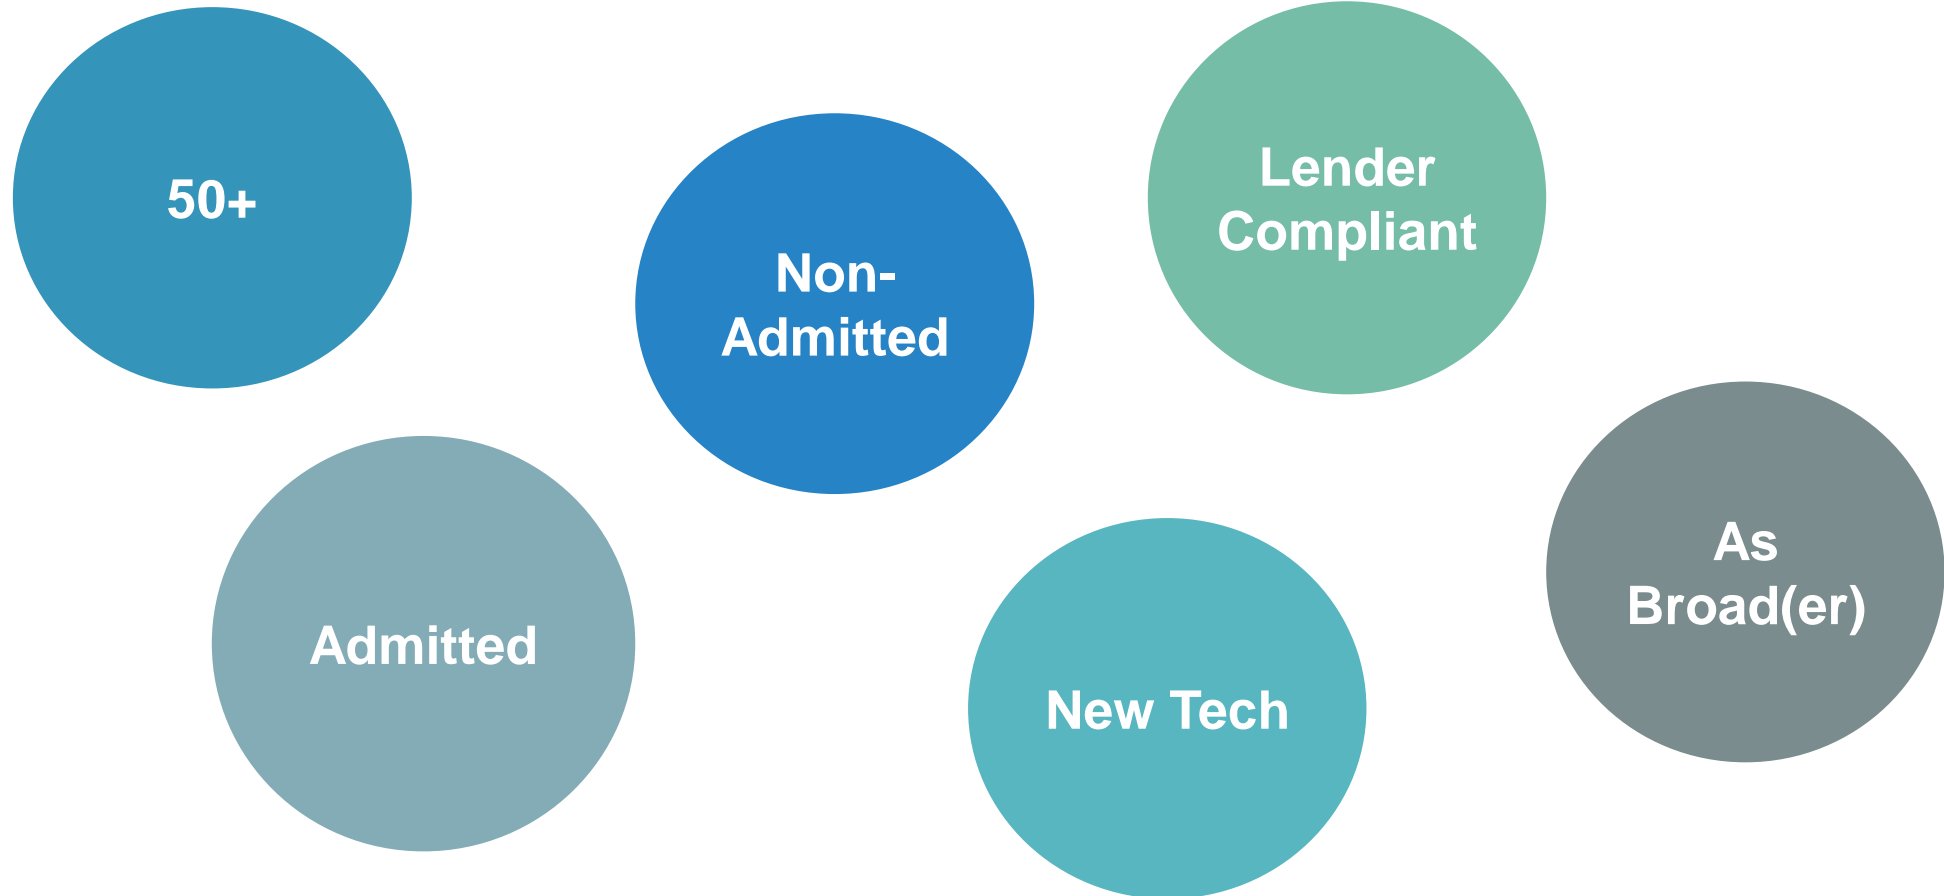 50+
Non-
Admitted
Lender
Compliant
As
Broad(er)
Admitted
New Tech